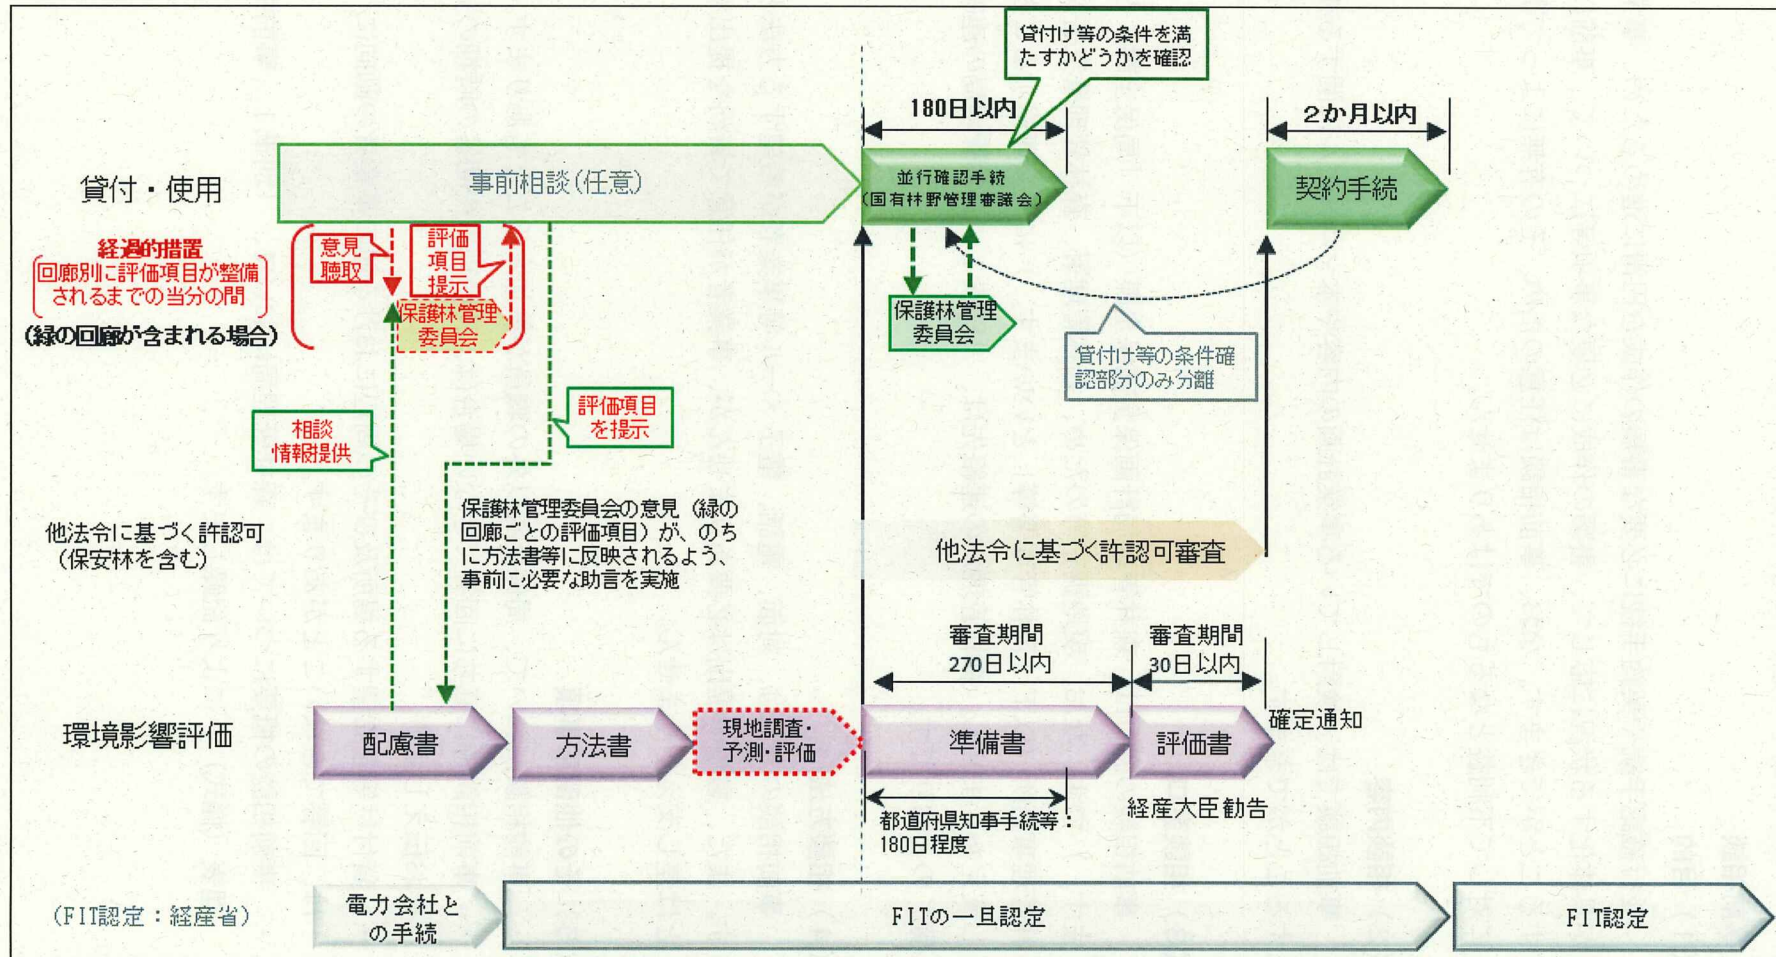 貸付け等の条件を満
たすかどうかを確認
180日以内
2か月以内
貸付・使用
事前相談(任意)
並行確認手続
(国有林野管理審議会)
契約手続
経過的措置
回廊別に評価項目が整備
されるまでの当分の間
(緑の回廊が含まれる場合)
意見
聴取
評価
項目
提示
保護林管理
委員会
保護林管理
委員会
貸付け等の条件確
認部分のみ分離
相談
情報提供
評価項目
を提示
保護林管理委員会の意見（緑の
回廊ごとの評価項目）が、のち
に方法書等に反映されるよう、
事前に必要な助言を実施
他法令に基づく許認可
（保安林を含む）
他法令に基づく許認可審査
審査期間
270日以内
審査期間
30日以内
環境影響評価
配慮書
方法書
現地調査・
予測・評価
準備書
評価書
確定通知
都道府県知事手続等：
180日程度
経産大臣勧告
(FIT認定：経産省)
電力会社と
の手続
FITの一旦認定
FIT認定